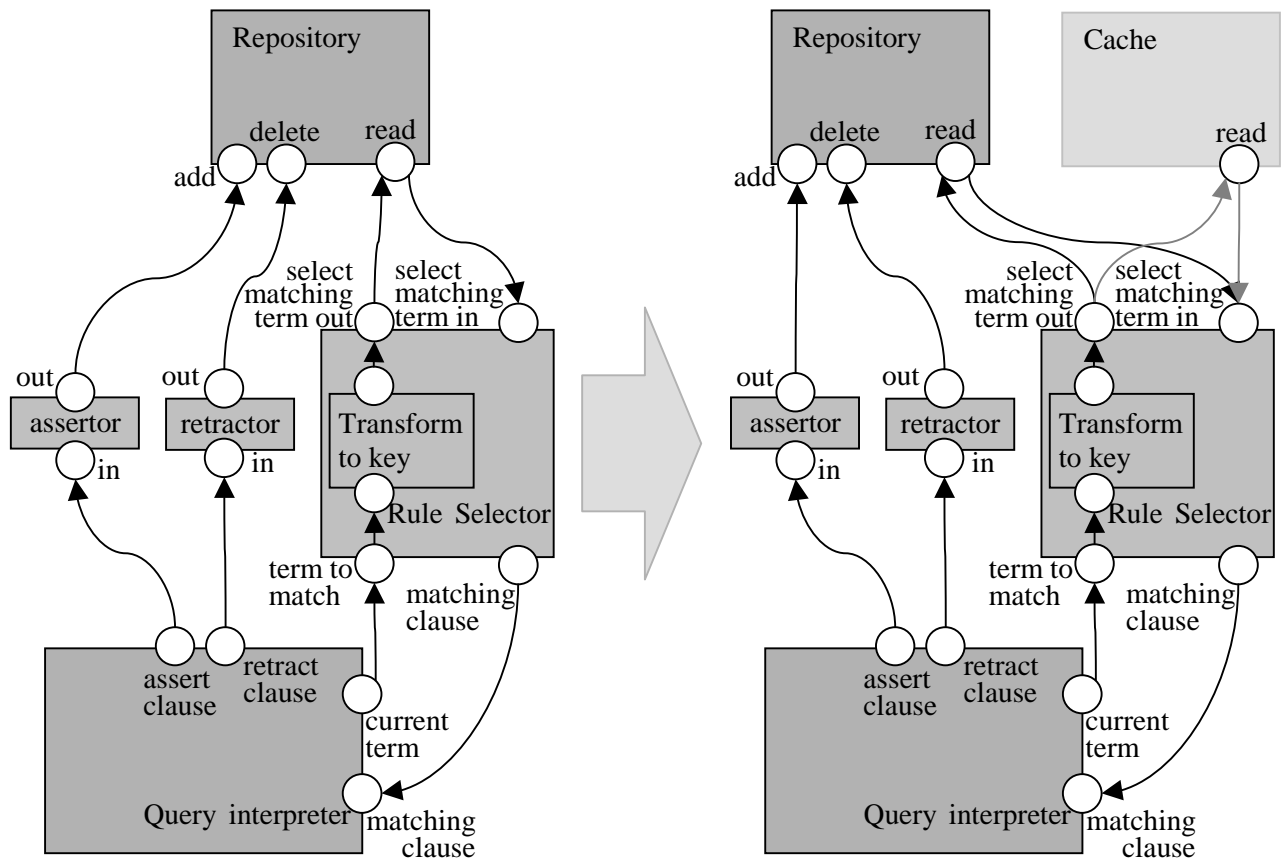 Repository
delete
read
add
select
matching
term out
select
matching
term in
out
assertor
in
out
retractor
in
Transform
to key
Rule Selector
term to
match
matching
clause
assert
clause
retract
clause
current
term
Query interpreter
matching
clause
Repository
delete
read
add
Cache
read
select
matching
term out
select
matching
term in
out
assertor
in
out
retractor
in
Transform
to key
Rule Selector
term to
match
matching
clause
assert
clause
retract
clause
current
term
Query interpreter
matching
clause